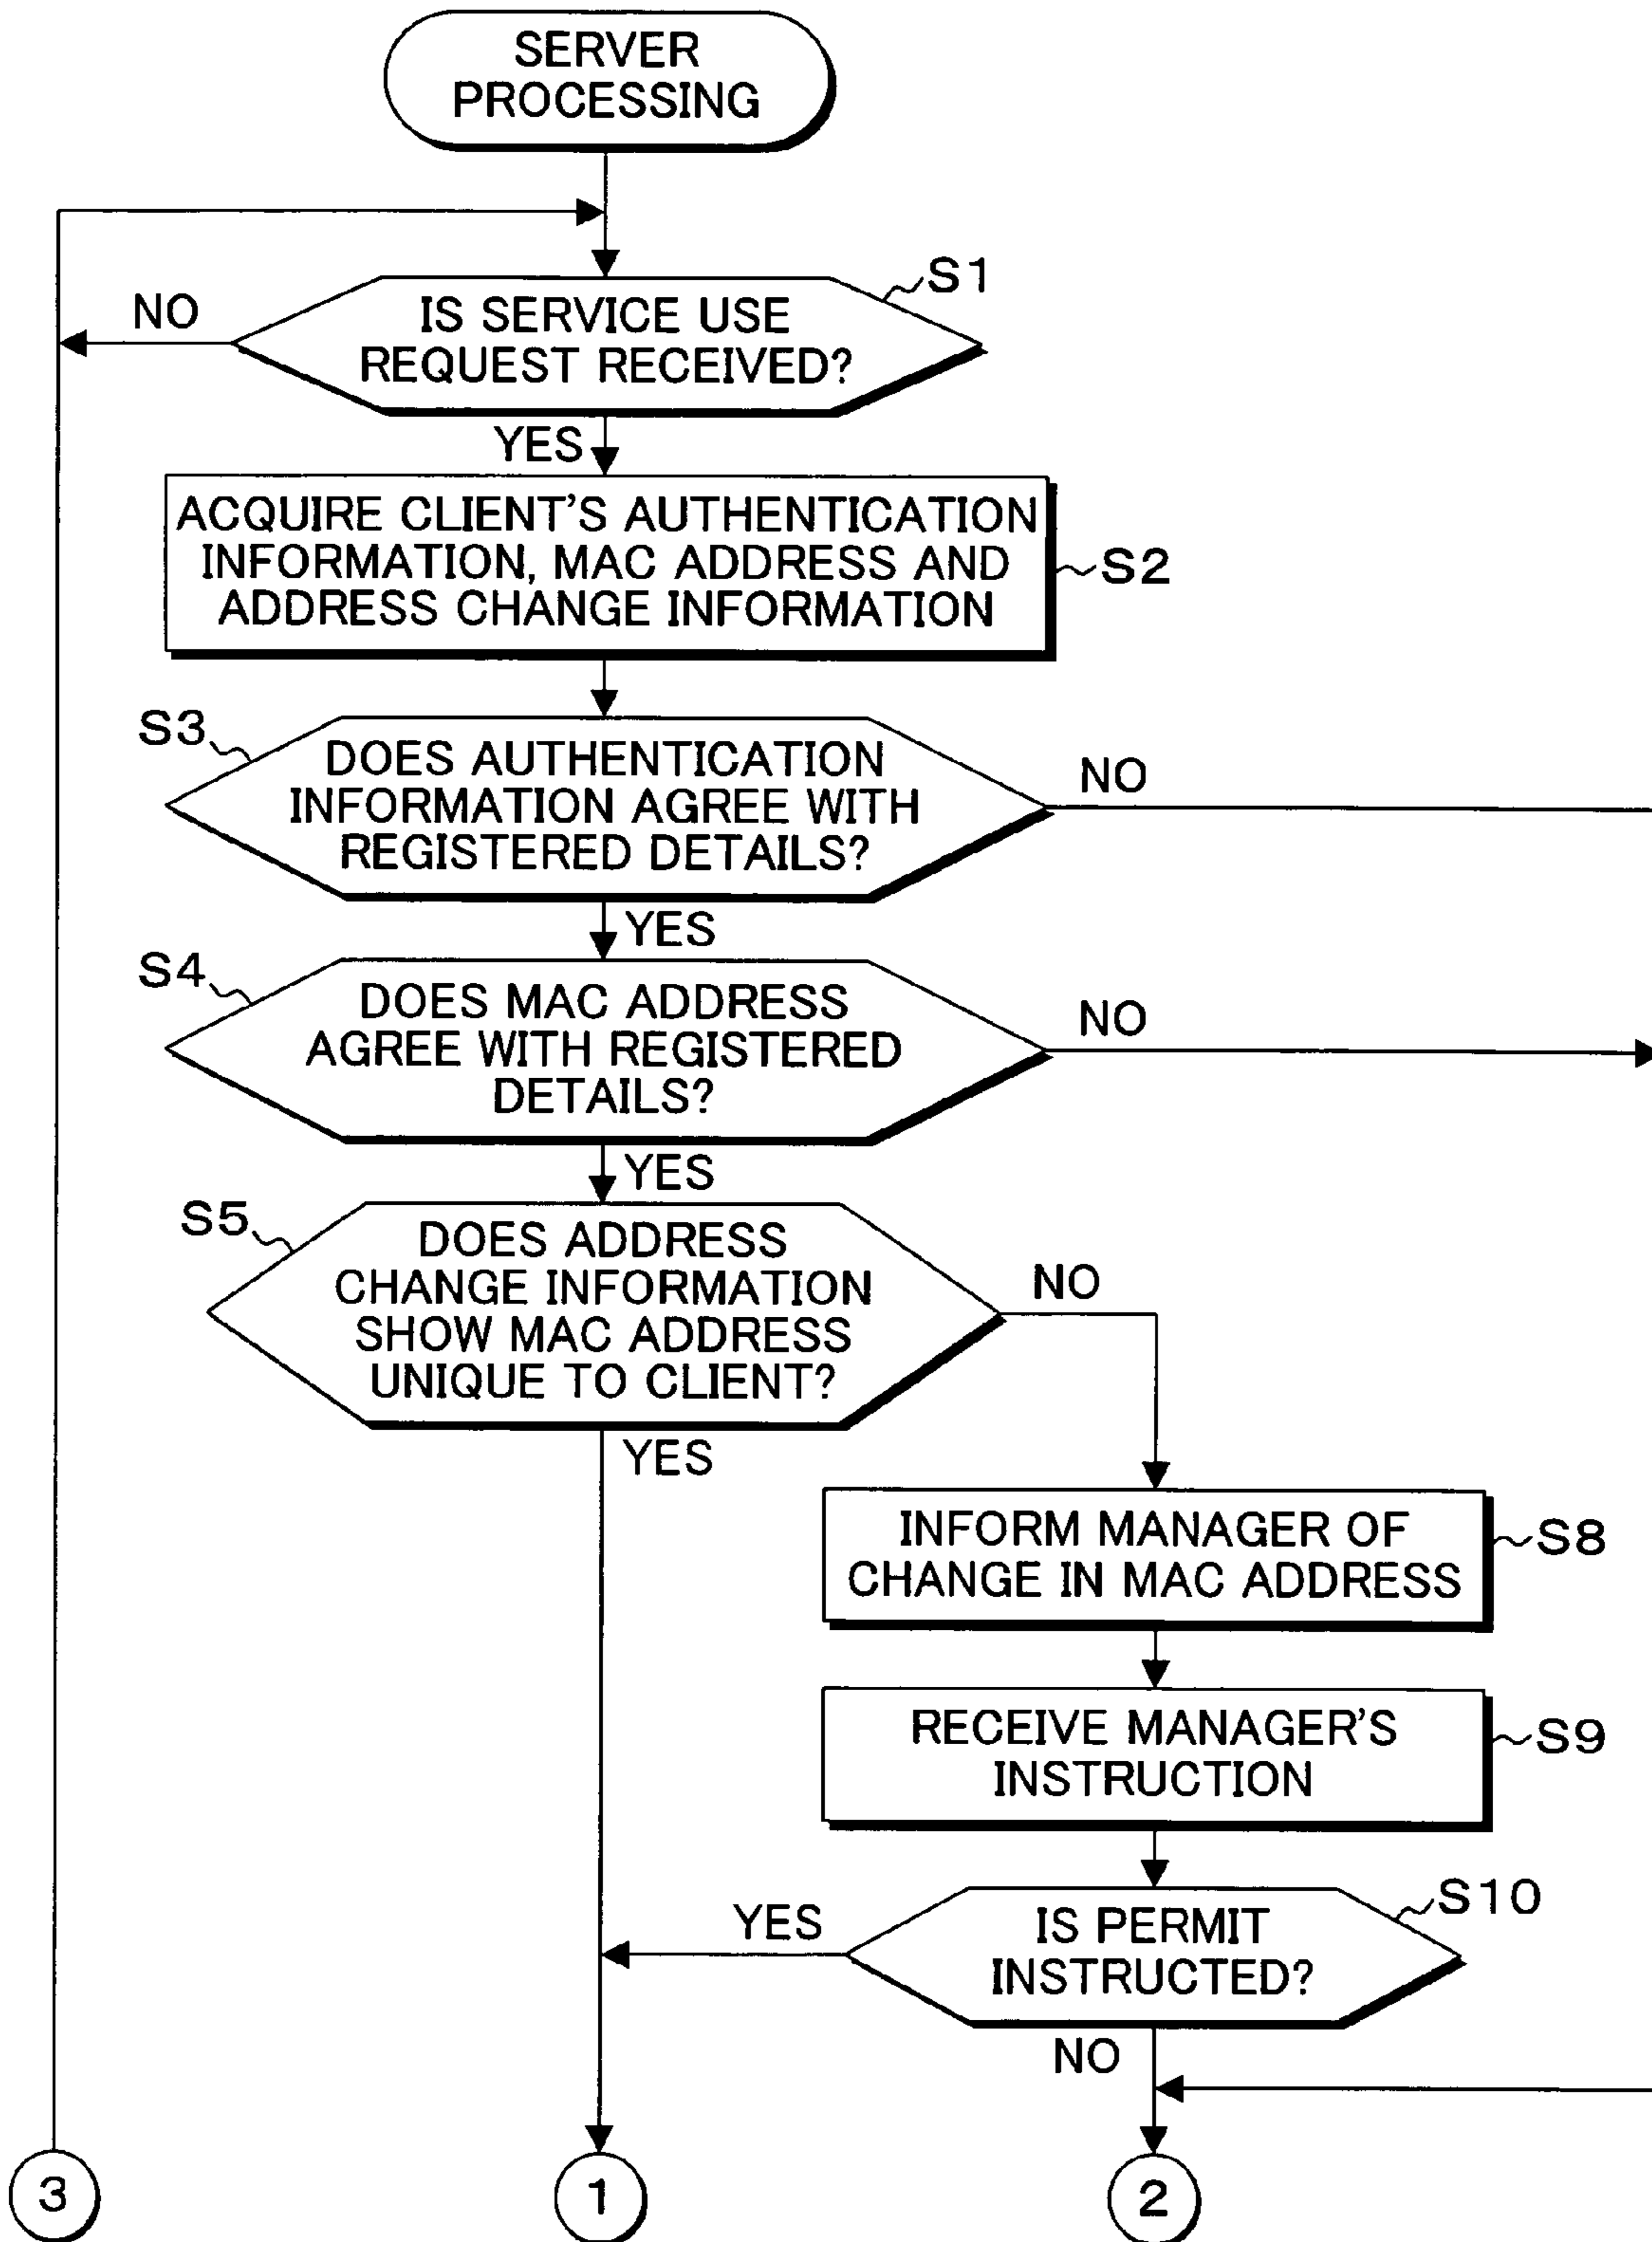 SERVER
PROCESSING
S1
NO
IS SERVICE USE
REQUEST RECEIVED?
YES
ACQUIRE CLIENT'S AUTHENTICATION
INFORMATION, MAC ADDRESS AND
ADDRESS CHANGE INFORMATION
S2
S3
DOES AUTHENTICATION
INFORMATION AGREE WITH
REGISTERED DETAILS?
NO
YES
S4
DOES MAC ADDRESS
AGREE WITH REGISTERED
DETAILS?
NO
YES
S5
DOES ADDRESS
CHANGE INFORMATION
SHOW MAC ADDRESS
UNIQUE TO CLIENT?
NO
YES
INFORM MANAGER OF
CHANGE IN MAC ADDRESS
S8
RECEIVE MANAGER'S
INSTRUCTION
S9
S10
YES
IS PERMIT
INSTRUCTED?
NO
3
1
2